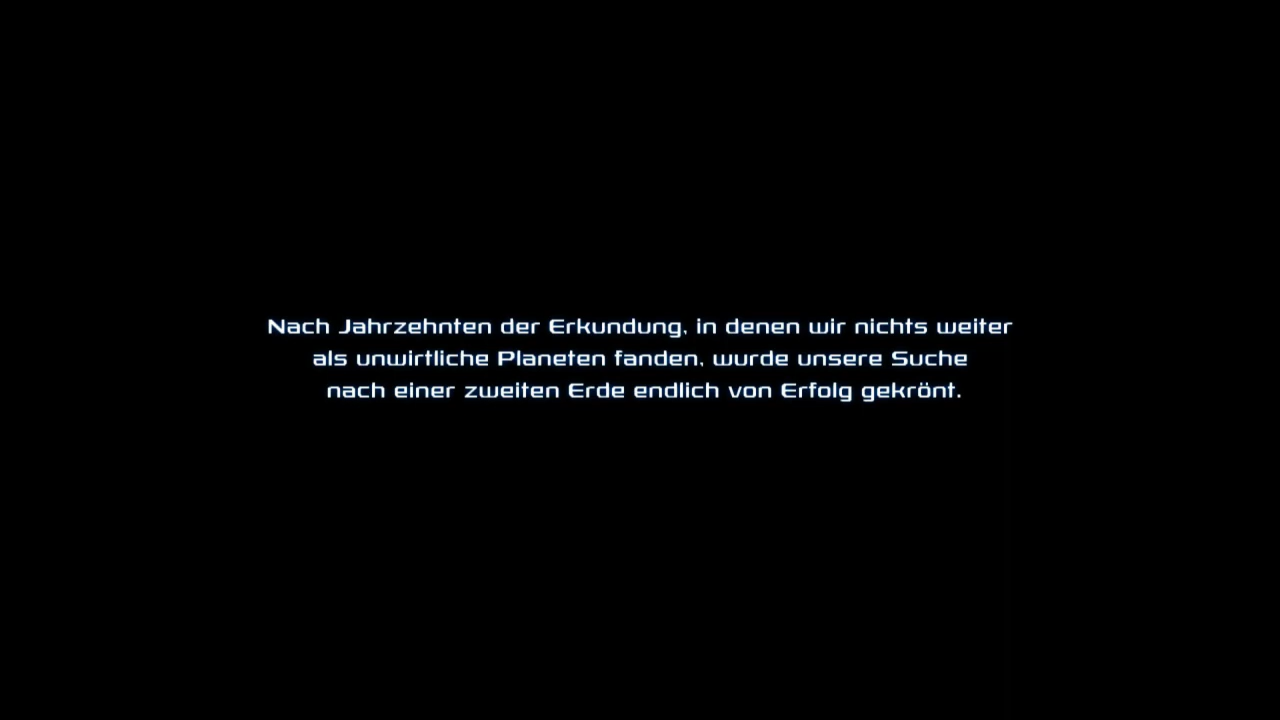 Nach Jahrzehnten der Erkundung, in denen wir nichts weiter
als unwirtliche Planeten fanden, wurde unsere Suche
nach einer zweiten Erde endlich von Erfolg gekrönt.